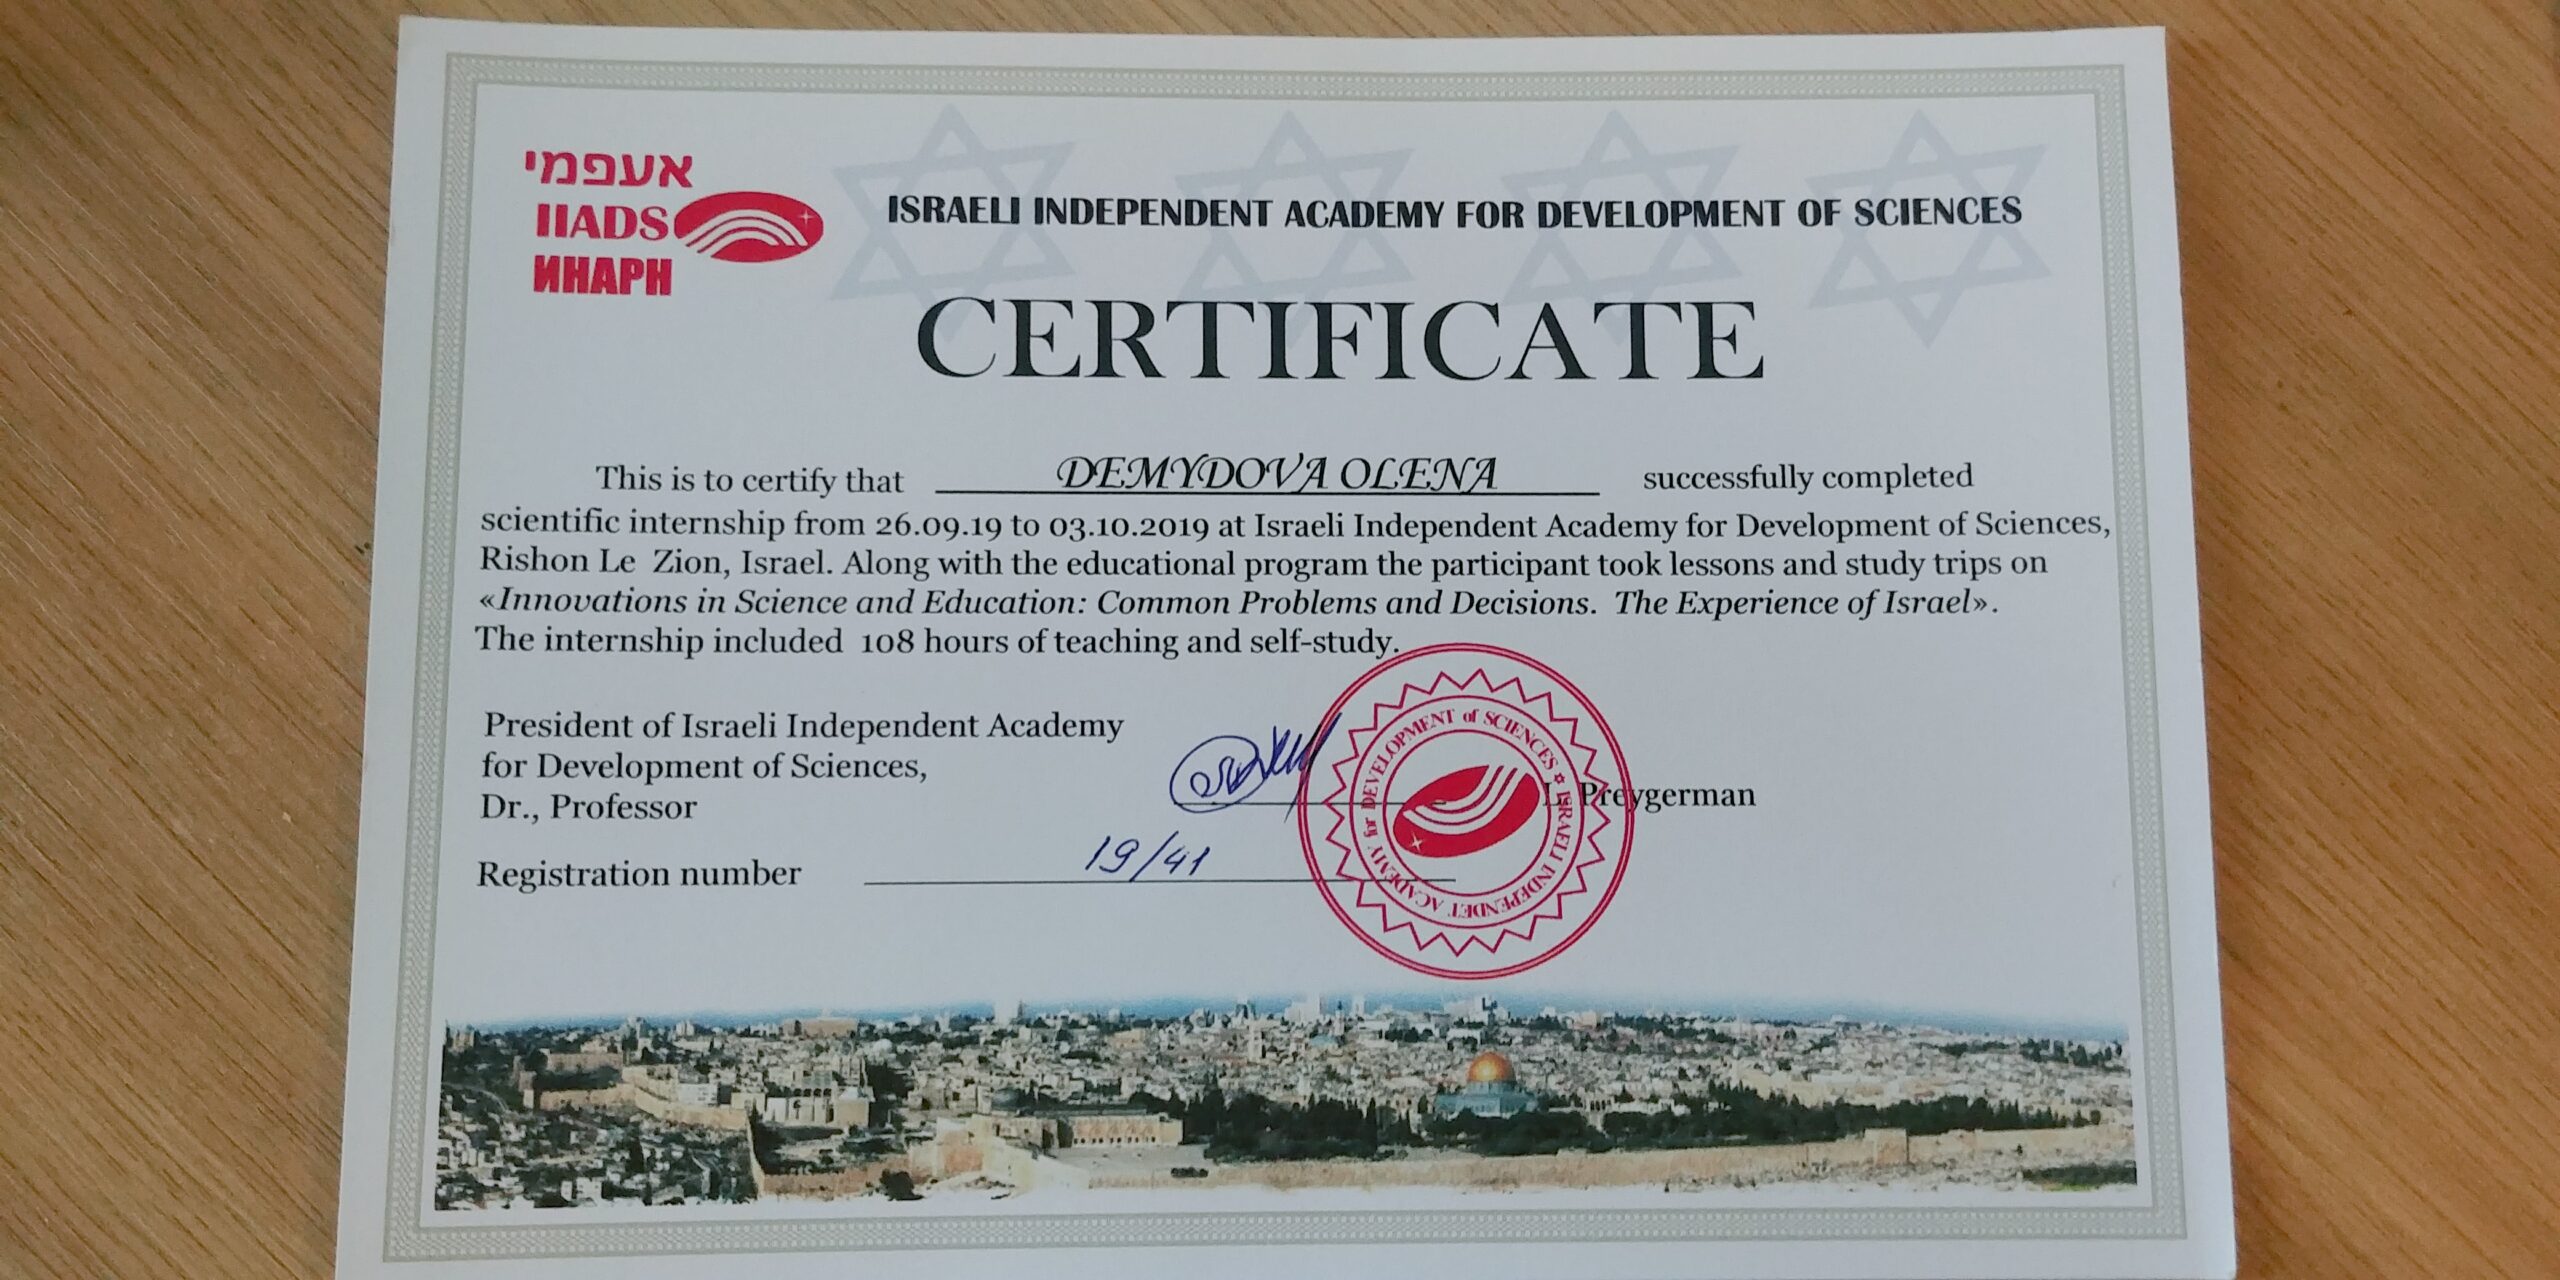 אעפמי
IIADS
ИНАРН
ISRAELI INDEPENDENT ACADEMY FOR DEVELOPMENT OF SCIENCES
CERTIFICATE
This is to certify that DEMYDOVA OLENA successfully completed
scientific internship from 26.09.19 to 03.10.2019 at Israeli Independent Academy for Development of Sciences,
Rishon Le Zion, Israel. Along with the educational program the participant took lessons and study trips on
«Innovations in Science and Education: Common Problems and Decisions. The Experience of Israel».
The internship included 108 hours of teaching and self-study.
President of Israeli Independent Academy
for Development of Sciences,
Dr., Professor L. Preygerman
Registration number 19/41
ISRAELI INDEPENDET ACADEMIY for DEVELOPMENT of SCIENCES